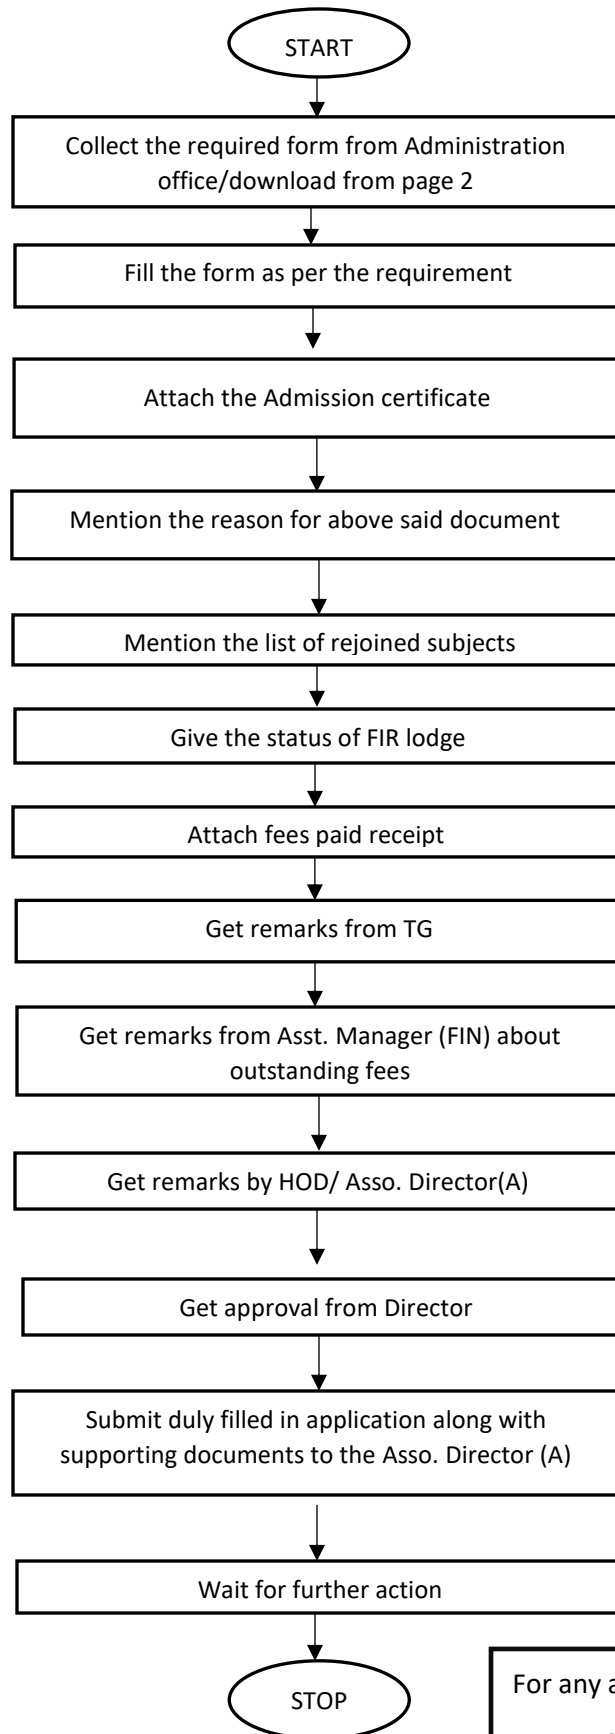 START
Collect the required form from Administration
office/download from page 2
Fill the form as per the requirement
Attach the Admission certificate
Mention the reason for above said document
Mention the list of rejoined subjects
Give the status of FIR lodge
Attach fees paid receipt
Get remarks from TG
Get remarks from Asst. Manager (FIN) about
outstanding fees
Get remarks by HOD/ Asso. Director(A)
Get approval from Director
Submit duly filled in application along with
supporting documents to the Asso. Director (A)
Wait for further action
STOP
For any a